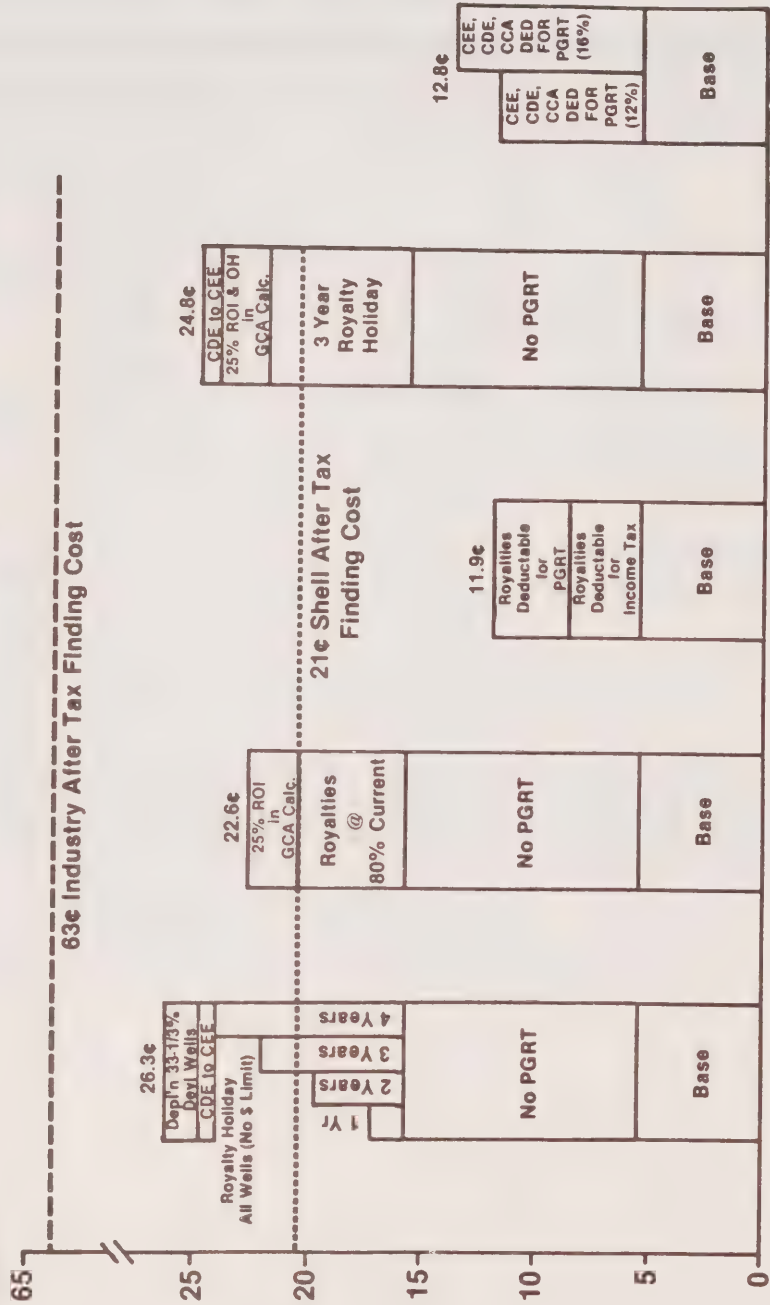 65
25
20
15
10
5
0
63¢ Industry After Tax Finding Cost
21¢ Shell After Tax
Finding Cost
26.3¢
Depl'n 33-1/3%
Devl Wells
CDE to CEE
Royalty Holiday
All Wells (No $ Limit)
1 Yr
2 Years
3 Years
4 Years
No PGRT
Base
22.6¢
25% ROI
in
GCA Calc.
Royalties
@
80% Current
No PGRT
Base
11.9¢
Royalties
Deductable
for
PGRT
Royalties
Deductable
for
Income Tax
Base
24.8¢
CDE to CEE
25% ROI & OH
in
GCA Calc.
3 Year
Royalty
Holiday
No PGRT
Base
12.8¢
CEE,
CDE,
CCA
DED
FOR
PGRT
(12%)
CEE,
CDE,
CCA
DED
FOR
PGRT
(16%)
Base